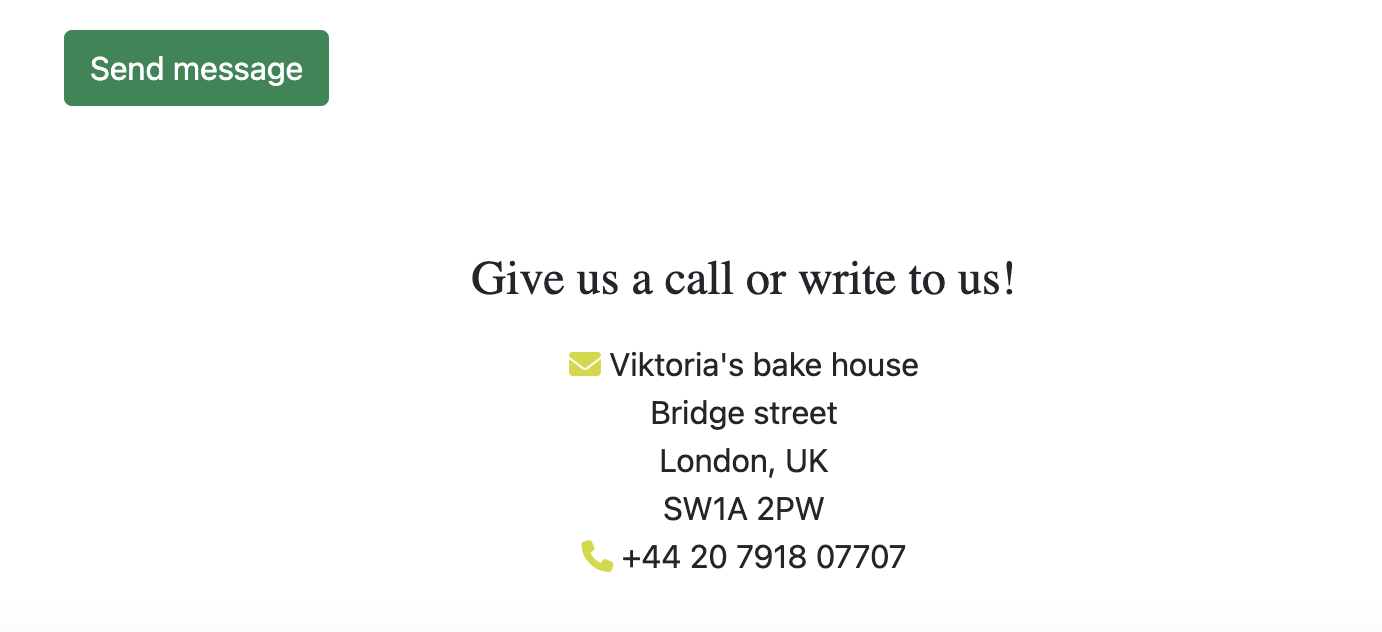 Send message
Give us a call or write to us!
Viktoria's bake house
Bridge street
London, UK
SW1A 2PW
+44 20 7918 07707